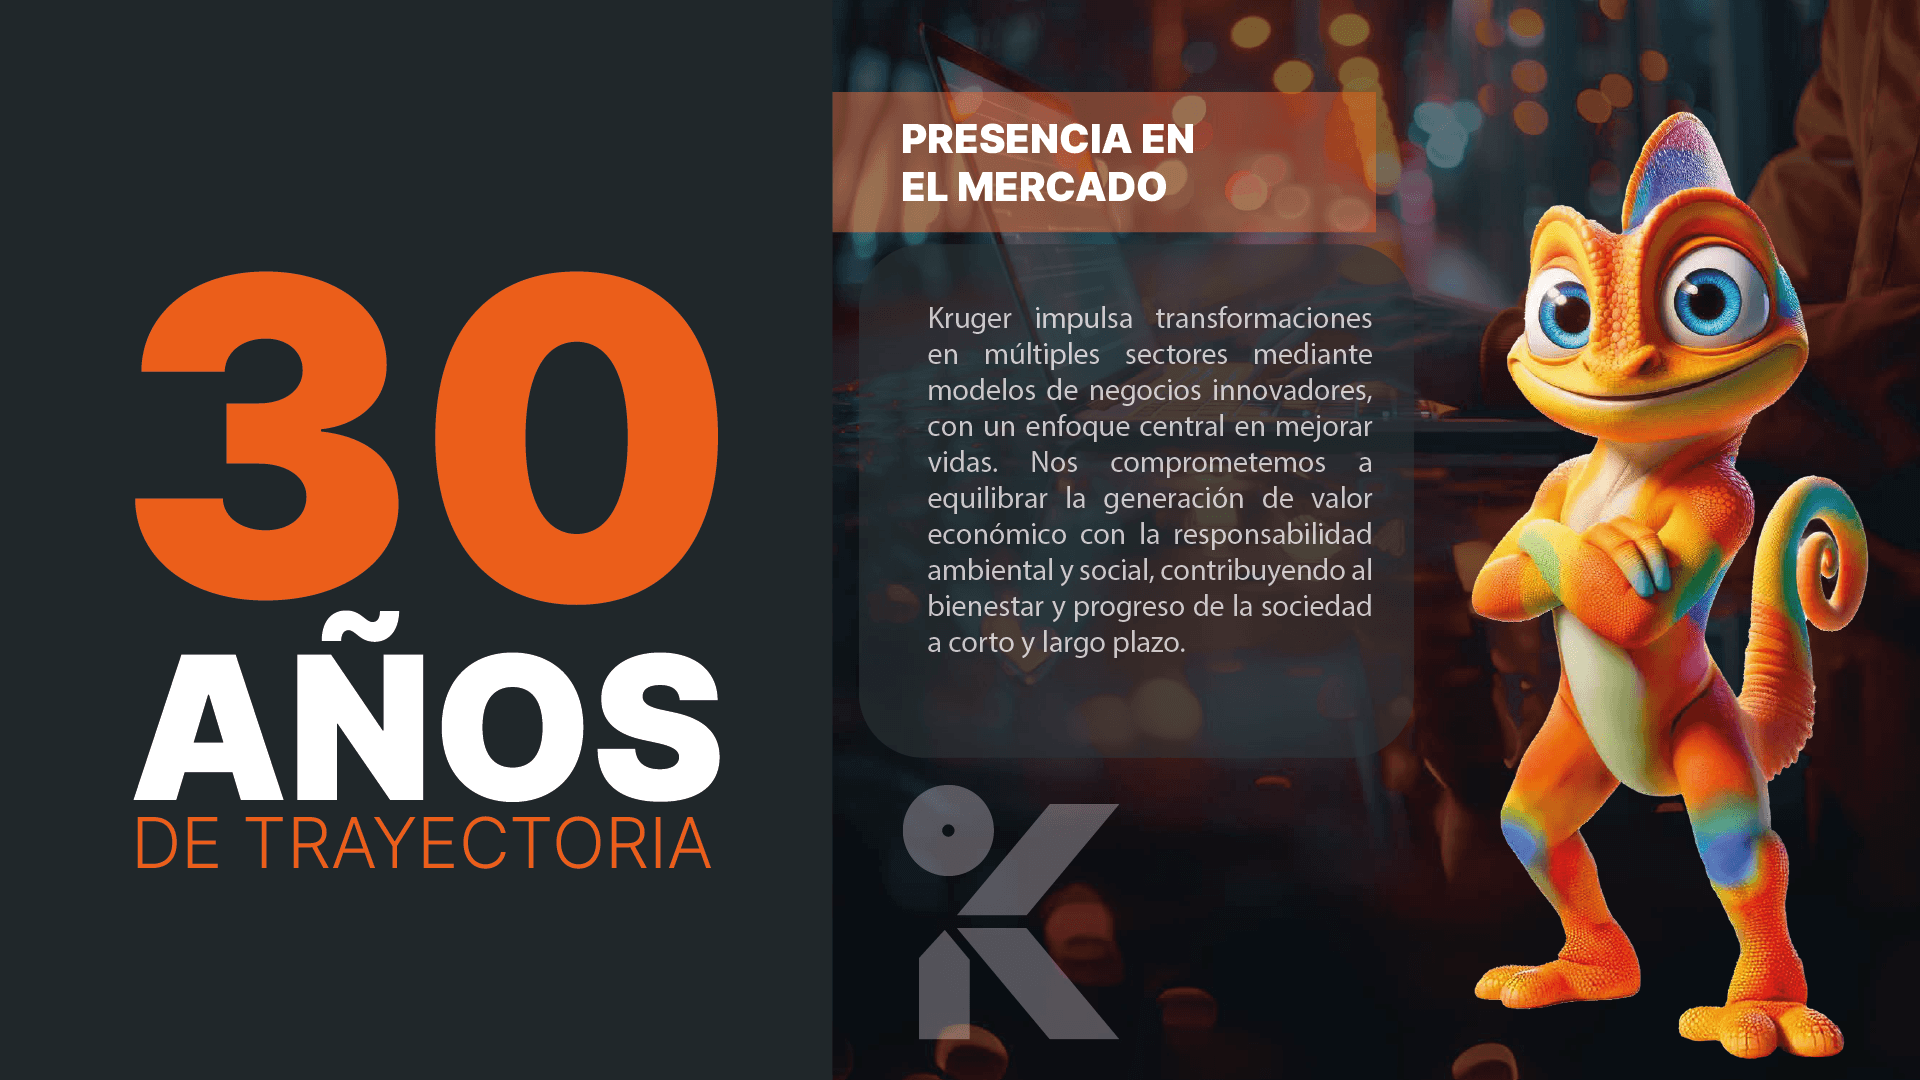 30
AÑOS
DE TRAYECTORIA
PRESENCIA EN
EL MERCADO
Kruger impulsa transformaciones
en múltiples sectores mediante
modelos de negocios innovadores,
con un enfoque central en mejorar
vidas. Nos comprometemos a
equilibrar la generación de valor
económico con la responsabilidad
ambiental y social, contribuyendo al
bienestar y progreso de la sociedad
a corto y largo plazo.